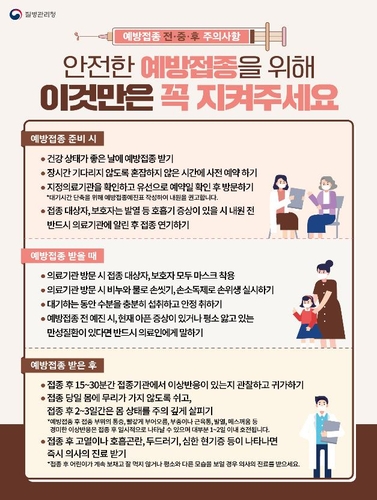 질병관리청
예방접종 전·중·후 주의사항
안전한 예방접종을 위해
이것만은 꼭 지켜주세요
예방접종 준비 시
● 건강 상태가 좋은 날에 예방접종 받기
● 장시간 기다리지 않도록 혼잡하지 않은 시간에 사전 예약 하기
● 지정의료기관을 확인하고 유선으로 예약일 확인 후 방문하기
*대기시간 단축을 위해 예방접종예진표 작성하여 내원을 권고합니다.
● 접종 대상자, 보호자는 발열 등 호흡기 증상이 있을 시 내원 전
반드시 의료기관에 알린 후 접종 연기하기
예방접종 받을 때
● 의료기관 방문 시 접종 대상자, 보호자 모두 마스크 착용
● 의료기관 방문 시 비누와 물로 손씻기, 손소독제로 손위생 실시하기
● 대기하는 동안 수분을 충분히 섭취하고 안정 취하기
● 예방접종 전 예진 시, 현재 아픈 증상이 있거나 평소 앓고 있는
만성질환이 있다면 반드시 의료인에게 말하기
예방접종 받은 후
● 접종 후 15~30분간 접종기관에서 이상반응이 있는지 관찰하고 귀가하기
● 접종 당일 몸에 무리가 가지 않도록 쉬고,
접종 후 2~3일간은 몸 상태를 주의 깊게 살피기
*예방접종 후 접종 부위의 통증, 빨갛게 부어오름, 부종이나 근육통, 발열, 메스꺼움 등
경미한 이상반응은 접종 후 일시적으로 나타날 수 있으며 대부분 1~2일 이내 호전됩니다.
● 접종 후 고열이나 호흡곤란, 두드러기, 심한 현기증 등이 나타나면
즉시 의사의 진료 받기
*접종 후 어린이가 계속 보채고 잘 먹지 않거나 평소와 다른 모습을 보일 경우 의사의 진료를 받으세요.